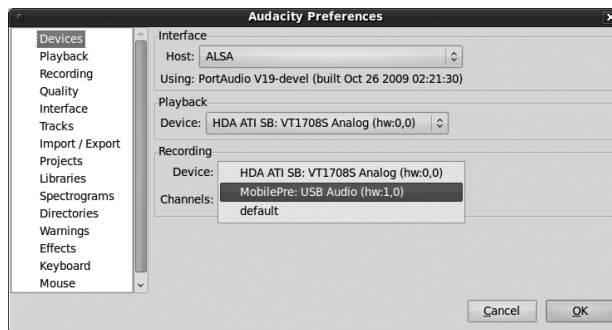 Audacity Preferences
Devices
Playback
Recording
Quality
Interface
Tracks
Import / Export
Projects
Libraries
Spectrograms
Directories
Warnings
Effects
Keyboard
Mouse
Interface
Host: ALSA
Using: PortAudio V19-devel (built Oct 26 2009 02:21:30)
Playback
Device: HDA ATI SB: VT1708S Analog (hw:0,0)
Recording
Device: HDA ATI SB: VT1708S Analog (hw:0,0)
MobilePre: USB Audio (hw:1,0)
Channels:
default
Cancel
OK